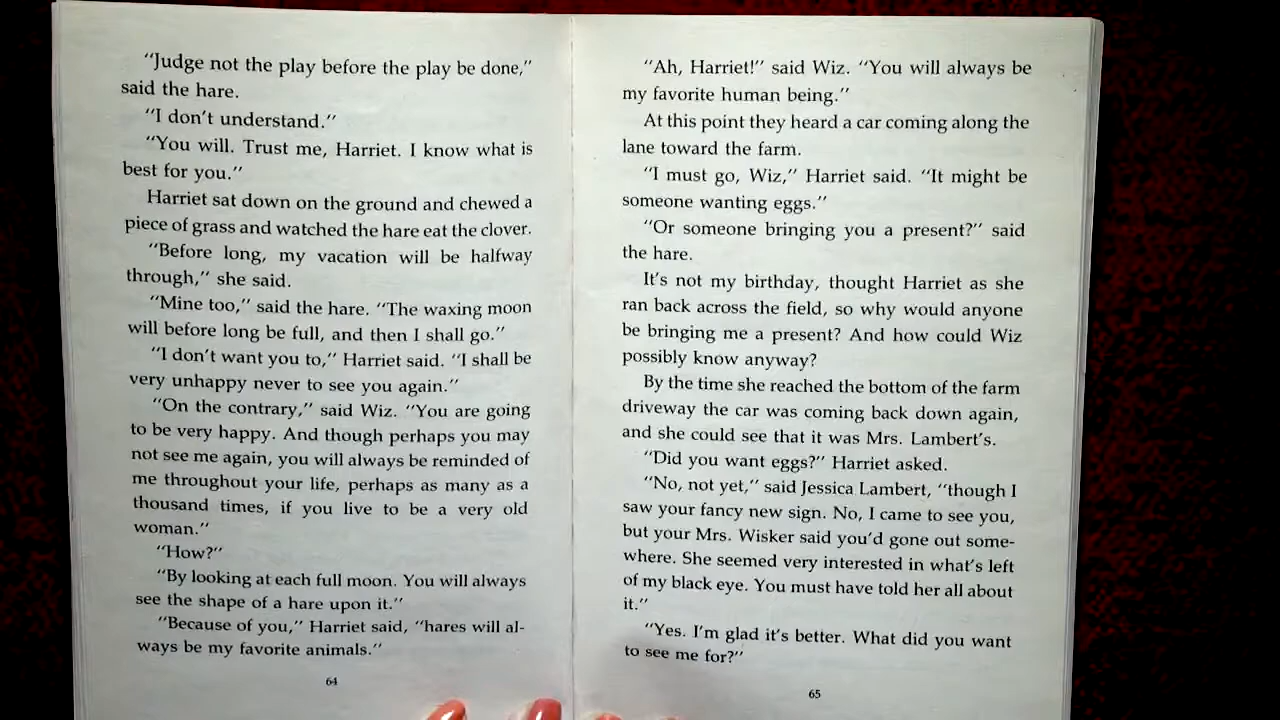 “Judge not the play before the play be done,”
said the hare.
“I don’t understand.”
“You will. Trust me, Harriet. I know what is
best for you.”
Harriet sat down on the ground and chewed a
piece of grass and watched the hare eat the clover.
“Before long, my vacation will be halfway
through,” she said.
“Mine too,” said the hare. “The waxing moon
will before long be full, and then I shall go.”
“I don’t want you to,” Harriet said. “I shall be
very unhappy never to see you again.”
“On the contrary,” said Wiz. “You are going
to be very happy. And though perhaps you may
not see me again, you will always be reminded of
me throughout your life, perhaps as many as a
thousand times, if you live to be a very old
woman.”
“How?”
“By looking at each full moon. You will always
see the shape of a hare upon it.”
“Because of you,” Harriet said, “hares will al-
ways be my favorite animals.”
64
“Ah, Harriet!” said Wiz. “You will always be
my favorite human being.”
At this point they heard a car coming along the
lane toward the farm.
“I must go, Wiz,” Harriet said. “It might be
someone wanting eggs.”
“Or someone bringing you a present?” said
the hare.
It’s not my birthday, thought Harriet as she
ran back across the field, so why would anyone
be bringing me a present? And how could Wiz
possibly know anyway?
By the time she reached the bottom of the farm
driveway the car was coming back down again,
and she could see that it was Mrs. Lambert’s.
“Did you want eggs?” Harriet asked.
“No, not yet,” said Jessica Lambert, “though I
saw your fancy new sign. No, I came to see you,
but your Mrs. Wisker said you’d gone out some-
where. She seemed very interested in what’s left
of my black eye. You must have told her all about
it.”
“Yes. I’m glad it’s better. What did you want
to see me for?”
65